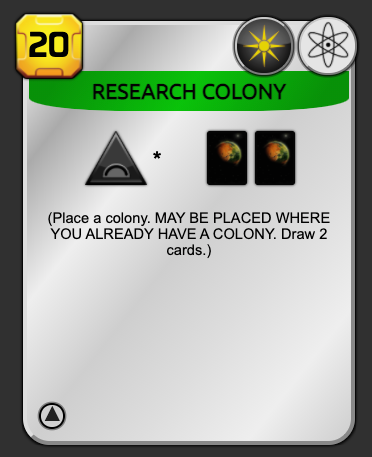 20
RESEARCH COLONY
*
(Place a colony. MAY BE PLACED WHERE
YOU ALREADY HAVE A COLONY. Draw 2
cards.)